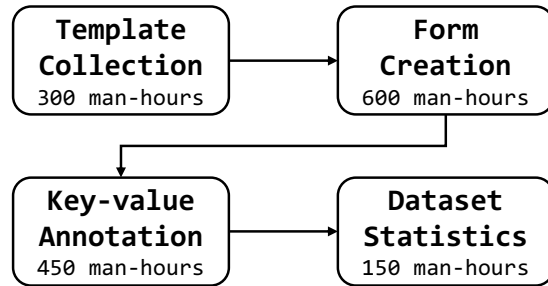 Template
Collection
300 man-hours
Form
Creation
600 man-hours
Key-value
Annotation
450 man-hours
Dataset
Statistics
150 man-hours